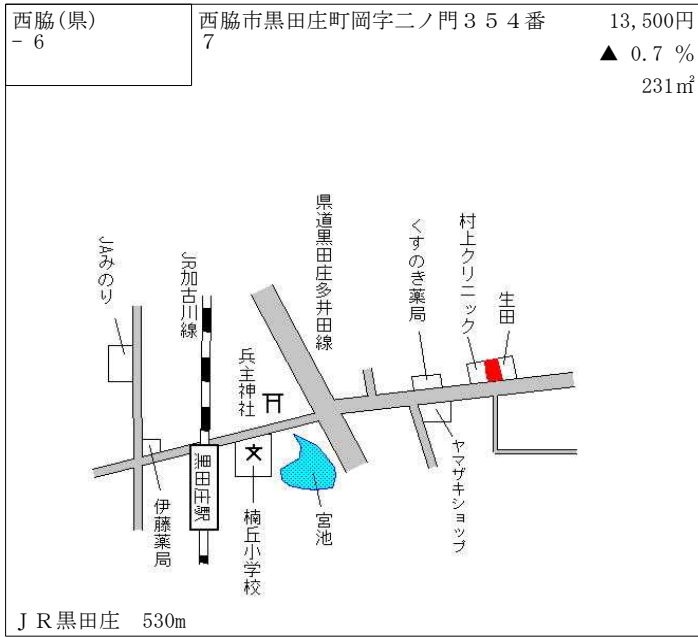 西脇(県)
- 6
西脇市黒田庄町岡字二ノ門３５４番
7
13,500円
▲ 0.7 %
231㎡
JAみのり
JR加古川線
兵主神社
県道黒田庄多井田線
くすのき薬局
村上クリニック
生田
伊藤薬局
黒田庄駅
楠丘小学校
宮池
ヤマザキショップ
ＪＲ黒田庄　530m